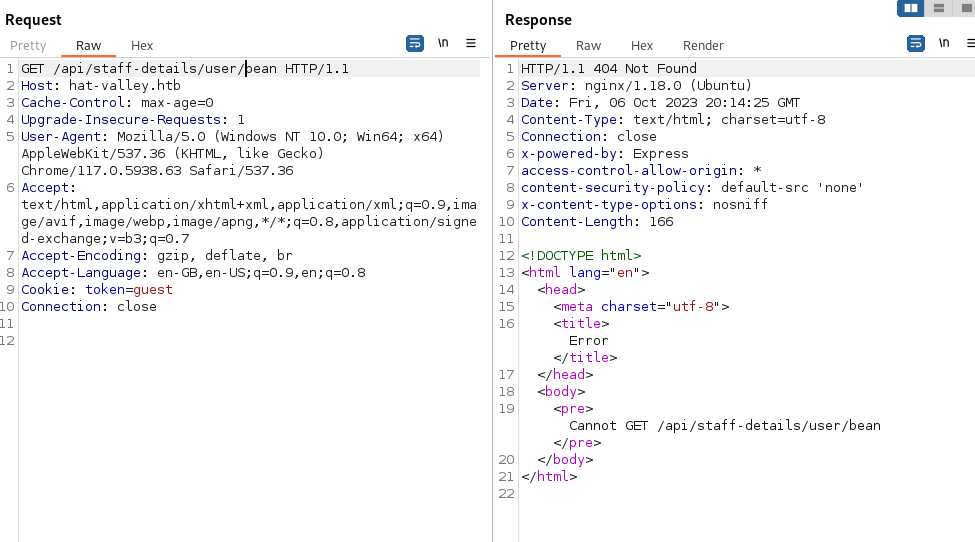 Request
Pretty Raw Hex \n
1 GET /api/staff-details/user/bean HTTP/1.1
2 Host: hat-valley.htb
3 Cache-Control: max-age=0
4 Upgrade-Insecure-Requests: 1
5 User-Agent: Mozilla/5.0 (Windows NT 10.0; Win64; x64)
AppleWebKit/537.36 (KHTML, like Gecko)
Chrome/117.0.5938.63 Safari/537.36
6 Accept:
text/html,application/xhtml+xml,application/xml;q=0.9,ima
ge/avif,image/webp,image/apng,*/*;q=0.8,application/signe
d-exchange;v=b3;q=0.7
7 Accept-Encoding: gzip, deflate, br
8 Accept-Language: en-GB,en-US;q=0.9,en;q=0.8
9 Cookie: token=guest
10 Connection: close
11
12
Response
Pretty Raw Hex Render \n
1 HTTP/1.1 404 Not Found
2 Server: nginx/1.18.0 (Ubuntu)
3 Date: Fri, 06 Oct 2023 20:14:25 GMT
4 Content-Type: text/html; charset=utf-8
5 Connection: close
6 x-powered-by: Express
7 access-control-allow-origin: *
8 content-security-policy: default-src 'none'
9 x-content-type-options: nosniff
10 Content-Length: 166
11
12 <!DOCTYPE html>
13 <html lang="en">
14 <head>
15 <meta charset="utf-8">
16 <title>
Error
</title>
17 </head>
18 <body>
19 <pre>
Cannot GET /api/staff-details/user/bean
</pre>
20 </body>
21 </html>
22